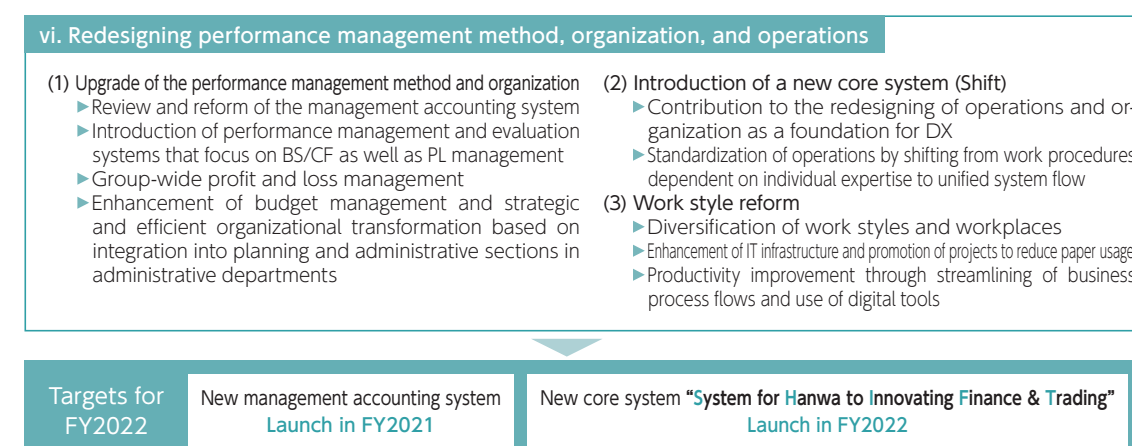 vi. Redesigning performance management method, organization, and operations
(1) Upgrade of the performance management method and organization
▶Review and reform of the management accounting system
▶Introduction of performance management and evaluation
systems that focus on BS/CF as well as PL management
▶Group-wide profit and loss management
▶Enhancement of budget management and strategic
and efficient organizational transformation based on
integration into planning and administrative sections in
administrative departments
(2) Introduction of a new core system (Shift)
▶Contribution to the redesigning of operations and or-
ganization as a foundation for DX
▶Standardization of operations by shifting from work procedures
dependent on individual expertise to unified system flow
(3) Work style reform
▶Diversification of work styles and workplaces
▶Enhancement of IT infrastructure and promotion of projects to reduce paper usage
▶Productivity improvement through streamlining of business
process flows and use of digital tools
Targets for
FY2022
New management accounting system
Launch in FY2021
New core system “System for Hanwa to Innovating Finance & Trading”
Launch in FY2022